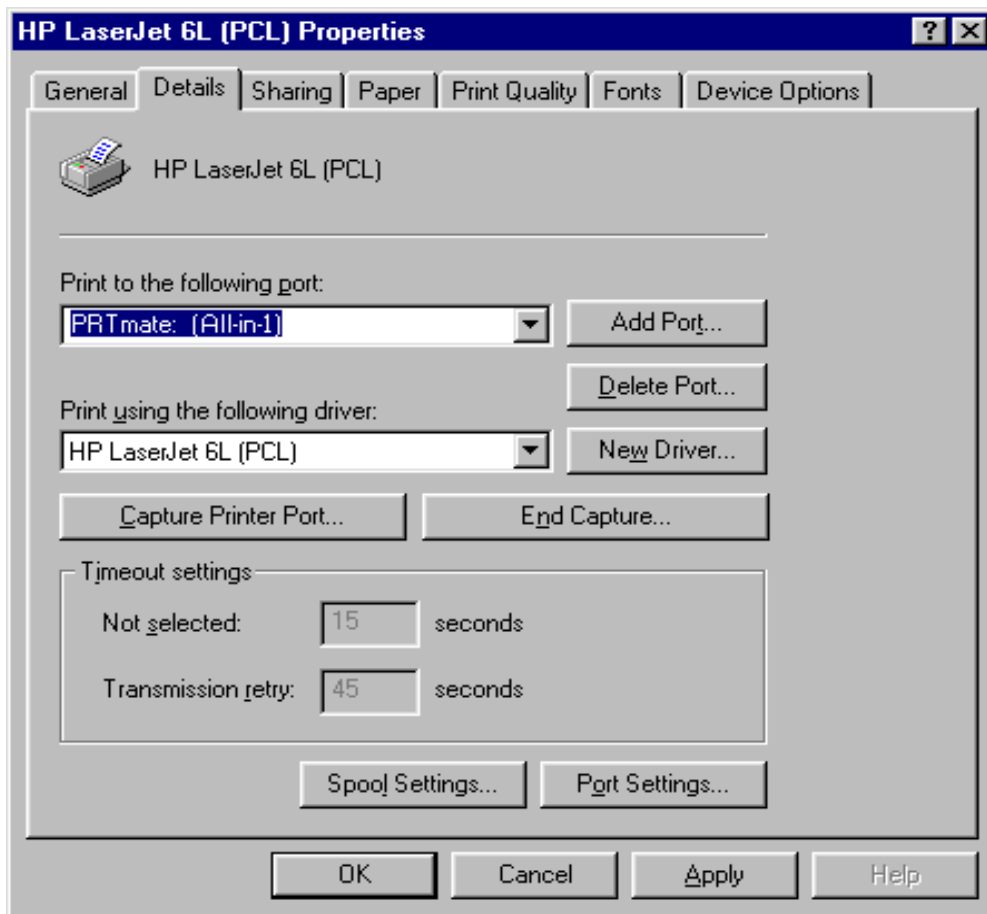 HP LaserJet 6L (PCL) Properties
General Details Sharing Paper Print Quality Fonts Device Options
HP LaserJet 6L (PCL)
Print to the following port:
PRTmate: (All-in-1) Add Port...
Delete Port...
Print using the following driver:
HP LaserJet 6L (PCL) New Driver...
Capture Printer Port... End Capture...
Timeout settings
Not selected: 15 seconds
Transmission retry: 45 seconds
Spool Settings... Port Settings...
OK Cancel Apply Help